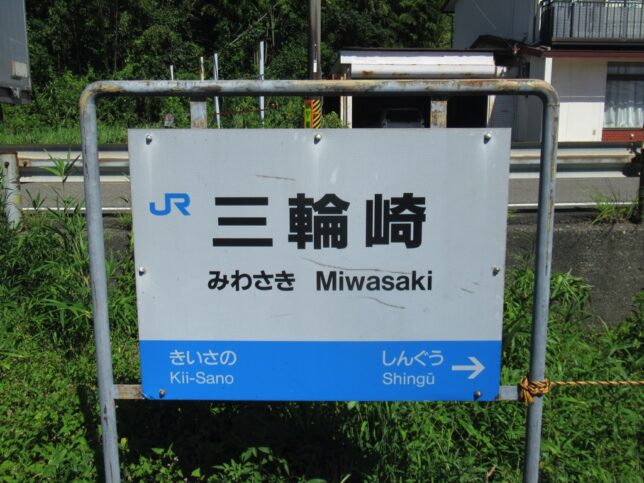 JR 三輪崎
みわさき Miwasaki
きいさの しんぐう
Kii-Sano Shingū →